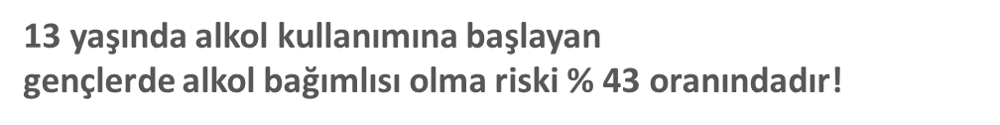 13 yaşında alkol kullanımına başlayan
gençlerde alkol bağımlısı olma riski % 43 oranındadır!